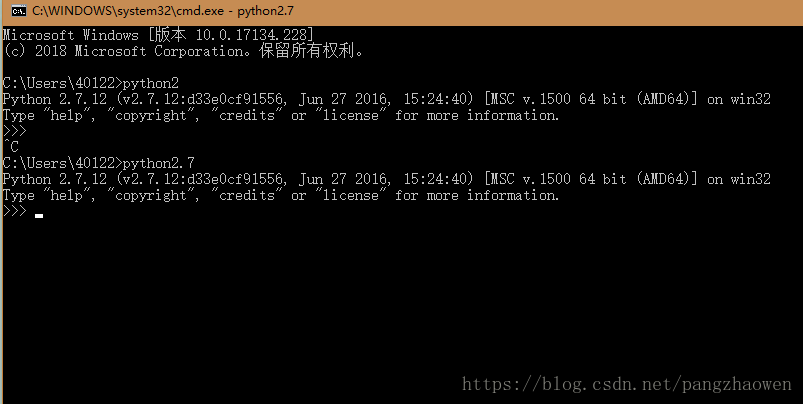 C:\WINDOWS\system32\cmd.exe - python2.7
Microsoft Windows [版本 10.0.17134.228]
(c) 2018 Microsoft Corporation。保留所有权利。
C:\Users\40122>python2
Python 2.7.12 (v2.7.12:d33e0cf91556, Jun 27 2016, 15:24:40) [MSC v.1500 64 bit (AMD64)] on win32
Type "help", "copyright", "credits" or "license" for more information.
>>>
^C
C:\Users\40122>python2.7
Python 2.7.12 (v2.7.12:d33e0cf91556, Jun 27 2016, 15:24:40) [MSC v.1500 64 bit (AMD64)] on win32
Type "help", "copyright", "credits" or "license" for more information.
>>>
https://blog.csdn.net/pangzhaowen